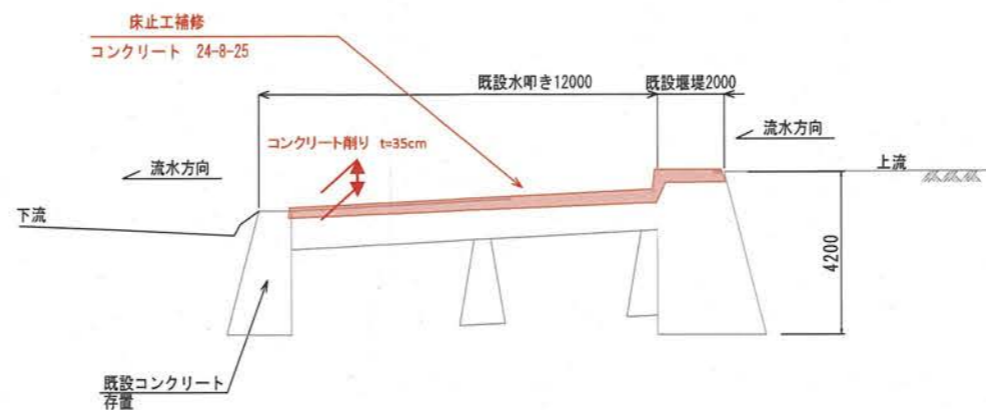 床止工補修
コンクリート 24-8-25
既設水叩き12000
既設堰堤2000
コンクリート削り t=35cm
流水方向
流水方向
上流
下流
4200
既設コンクリート
存置